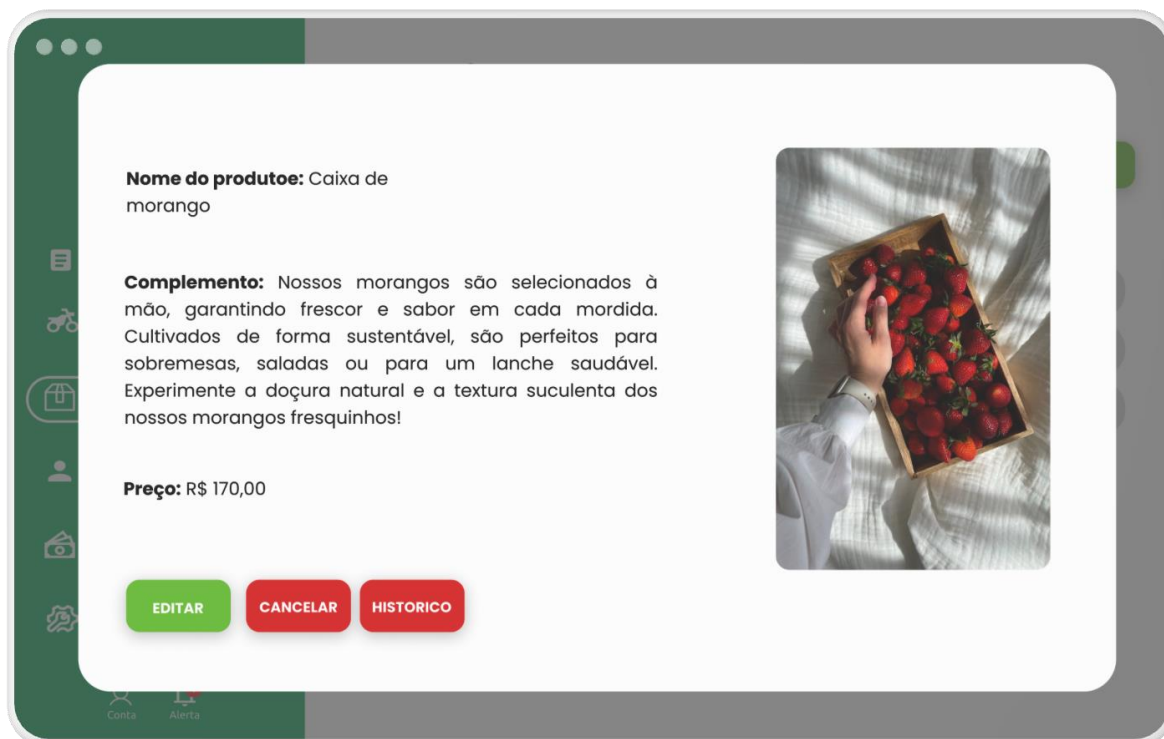 Nome do produtoe: Caixa de
morango
Complemento: Nossos morangos são selecionados à
mão, garantindo frescor e sabor em cada mordida.
Cultivados de forma sustentável, são perfeitos para
sobremesas, saladas ou para um lanche saudável.
Experimente a doçura natural e a textura suculenta dos
nossos morangos fresquinhos!
Preço: R$ 170,00
EDITAR CANCELAR HISTORICO
Conta Alerta